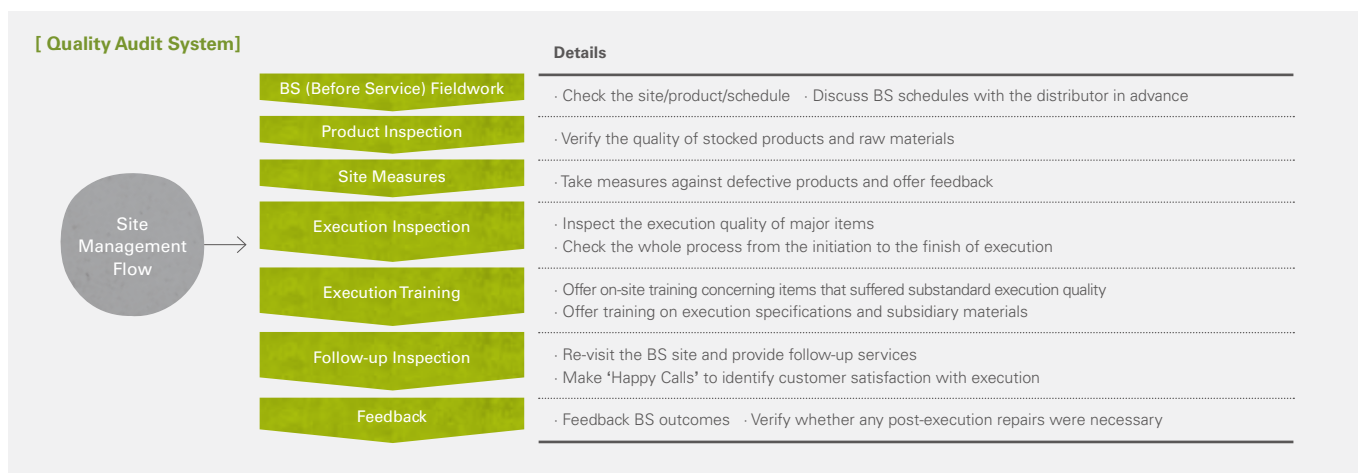 [ Quality Audit System]
Details
Site
Management
Flow
BS (Before Service) Fieldwork
· Check the site/product/schedule · Discuss BS schedules with the distributor in advance
Product Inspection
· Verify the quality of stocked products and raw materials
Site Measures
· Take measures against defective products and offer feedback
Execution Inspection
· Inspect the execution quality of major items
· Check the whole process from the initiation to the finish of execution
Execution Training
· Offer on-site training concerning items that suffered substandard execution quality
· Offer training on execution specifications and subsidiary materials
Follow-up Inspection
· Re-visit the BS site and provide follow-up services
· Make ‘Happy Calls’ to identify customer satisfaction with execution
Feedback
· Feedback BS outcomes · Verify whether any post-execution repairs were necessary